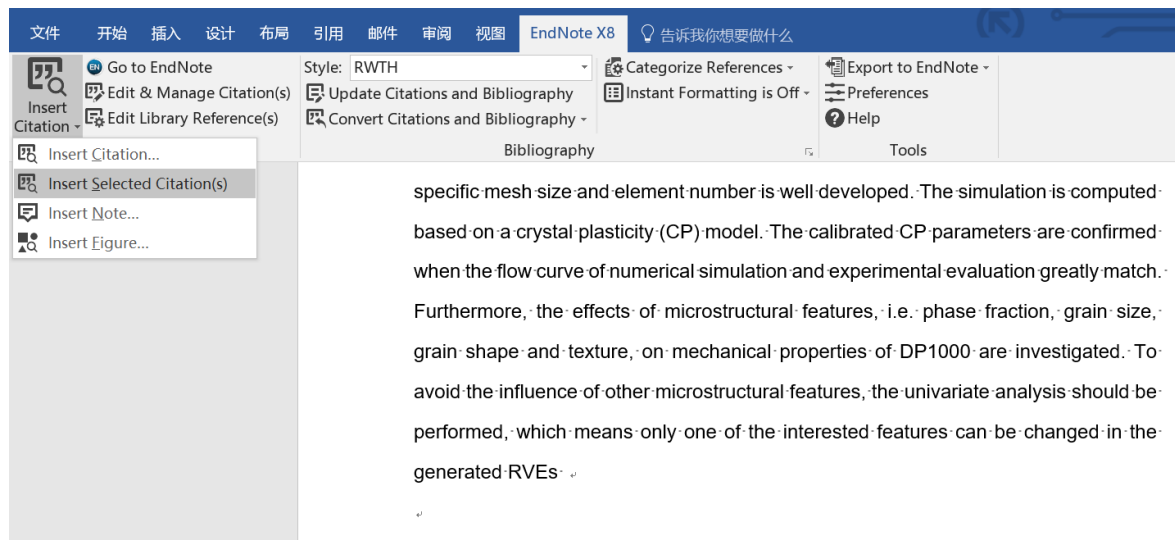 文件 开始 插入 设计 布局 引用 邮件 审阅 视图 EndNote X8 告诉我你想要做什么
Insert Citation
Go to EndNote
Edit & Manage Citation(s)
Edit Library Reference(s)
Style: RWTH
Update Citations and Bibliography
Convert Citations and Bibliography
Bibliography
Categorize References
Instant Formatting is Off
Export to EndNote
Preferences
Help
Tools
Insert Citation...
Insert Selected Citation(s)
Insert Note...
Insert Figure...
specific mesh size and element number is well developed. The simulation is computed
based on a crystal plasticity (CP) model. The calibrated CP parameters are confirmed
when the flow curve of numerical simulation and experimental evaluation greatly match.
Furthermore, the effects of microstructural features, i.e. phase fraction, grain size,
grain shape and texture, on mechanical properties of DP1000 are investigated. To
avoid the influence of other microstructural features, the univariate analysis should be
performed, which means only one of the interested features can be changed in the
generated RVEs